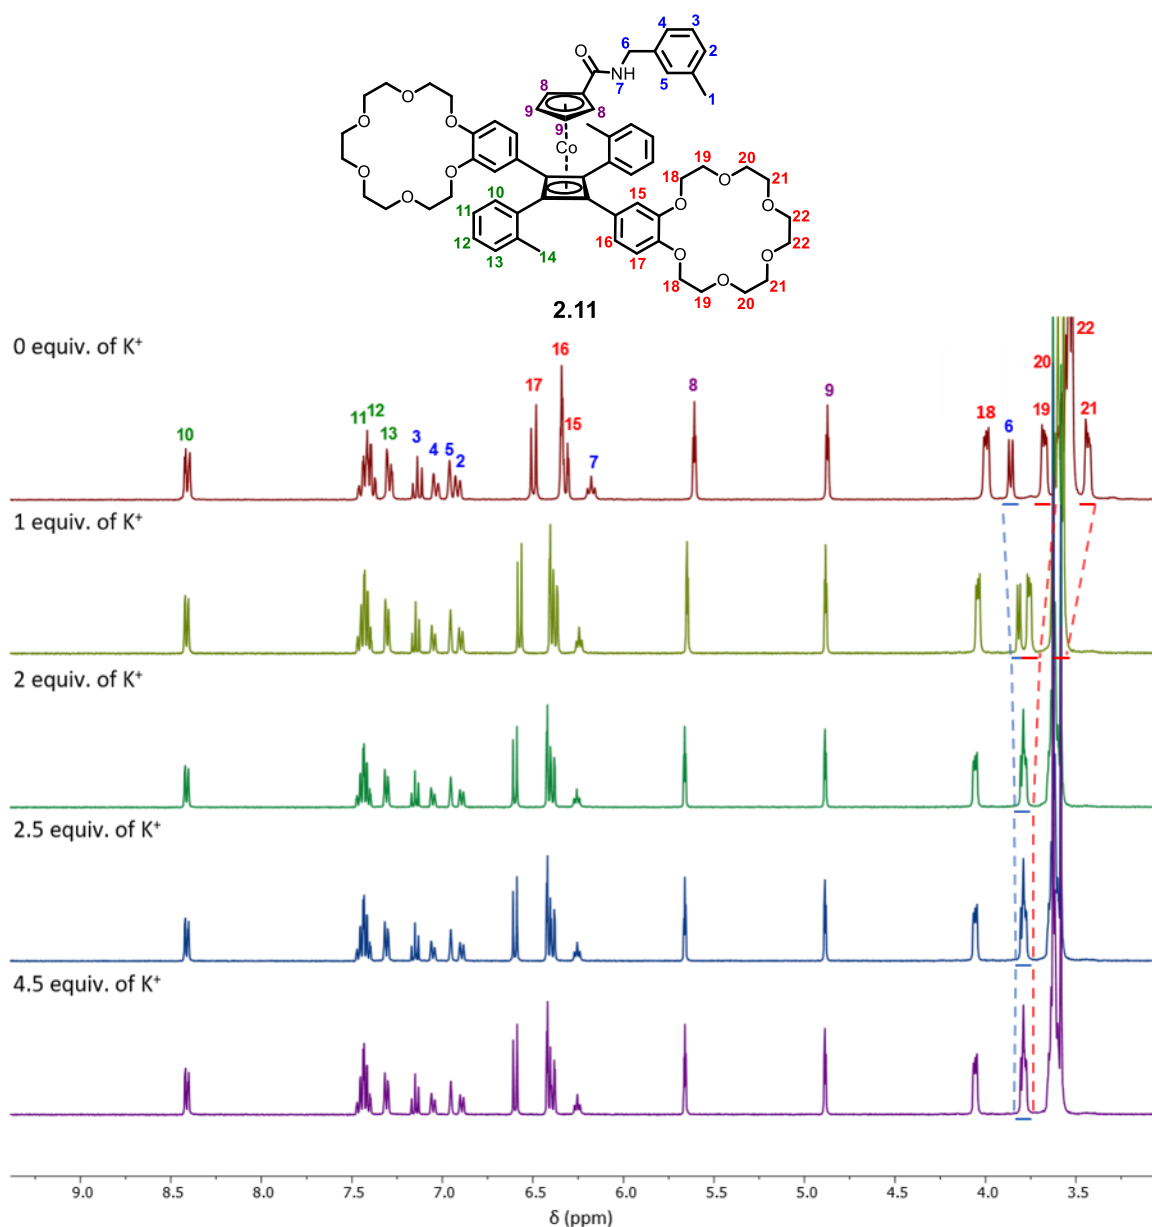 4 3
6 2
O
NH
7 5 1
8
9 8
9
Co
O O
O O
O O
19 20
18 21
15 O
O O
22
22
16 O O
17 O
18 21
19 20
10
11
12
13 14
2.11
0 equiv. of K⁺
10 11 12 13 3 4 5 2 17 16 15 7 8 9 18 6 19 20 22 21
1 equiv. of K⁺
2 equiv. of K⁺
2.5 equiv. of K⁺
4.5 equiv. of K⁺
9.0 8.5 8.0 7.5 7.0 6.5 6.0 5.5 5.0 4.5 4.0 3.5
δ (ppm)